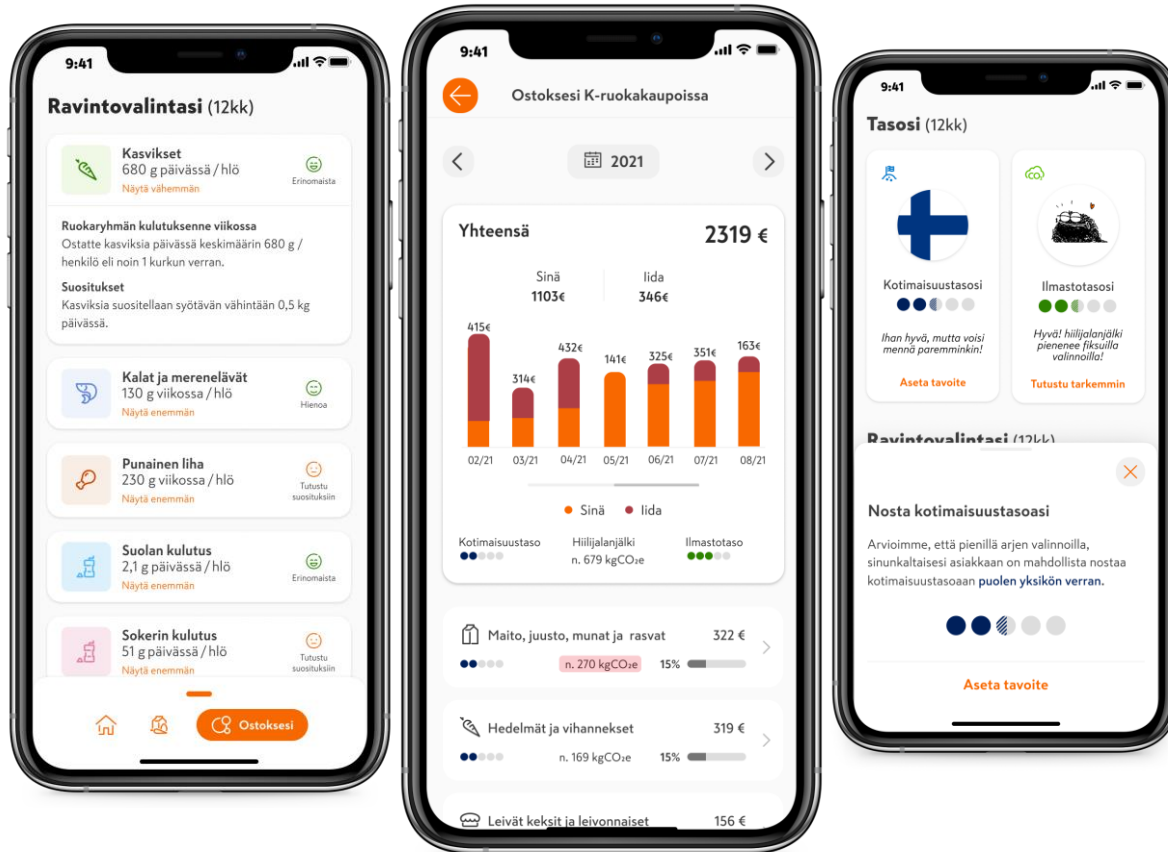 9:41
Ravintovalintasi (12kk)
Kasvikset
680 g päivässä / hlö
Näytä vähemmän
Erinomaista
Ruokaryhmän kulutuksenne viikossa
Ostatte kasviksia päivässä keskimäärin 680 g /
henkilö eli noin 1 kurkun verran.
Suositukset
Kasviksia suositellaan syötävän vähintään 0,5 kg
päivässä.
Kalat ja merenelävät
130 g viikossa / hlö
Näytä enemmän
Hienoa
Punainen liha
230 g viikossa / hlö
Näytä enemmän
Tutustu
suosituksiin
Suolan kulutus
2,1 g päivässä / hlö
Näytä enemmän
Erinomaista
Sokerin kulutus
51 g päivässä / hlö
Näytä enemmän
Tutustu
suosituksiin
Ostoksesi
9:41
Ostoksesi K-ruokakaupoissa
2021
Yhteensä 2319 €
Sinä Iida
1103€ 346€
415€ 314€ 432€ 141€ 325€ 351€ 163€
02/21 03/21 04/21 05/21 06/21 07/21 08/21
Sinä Iida
Kotimaisuustaso Hiilijalanjälki Ilmastotaso
n. 679 kgCO₂e
Maito, juusto, munat ja rasvat 322 €
n. 270 kgCO₂e 15%
Hedelmät ja vihannekset 319 €
n. 169 kgCO₂e 15%
Leivät keksit ja leivonnaiset 156 €
9:41
Tasosi (12kk)
Kotimaisuustasosi
Ihan hyvä, mutta voisi
mennä paremminkin!
Aseta tavoite
CO₂
Ilmastotasosi
Hyvä! hiilijalanjälki
pienenee fiksuilla
valinnoilla!
Tutustu tarkemmin
Ravintovalintasi (12kk)
Nosta kotimaisuustasoasi
Arvioimme, että pienillä arjen valinnoilla,
sinunkaltaisesi asiakkaan on mahdollista nostaa
kotimaisuustasoaan puolen yksikön verran.
Aseta tavoite